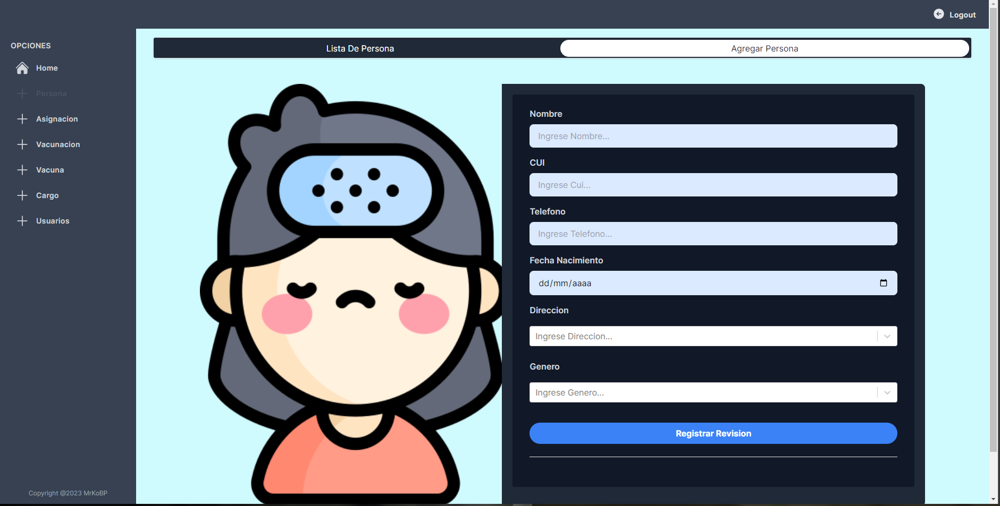 Logout
OPCIONES
Home
Persona
Asignacion
Vacunacion
Vacuna
Cargo
Usuarios
Copyright @2023 MrKoBP
Lista De Persona
Agregar Persona
Nombre
Ingrese Nombre...
CUI
Ingrese Cui...
Telefono
Ingrese Telefono...
Fecha Nacimiento
dd/mm/aaaa
Direccion
Ingrese Direccion...
Genero
Ingrese Genero...
Registrar Revision